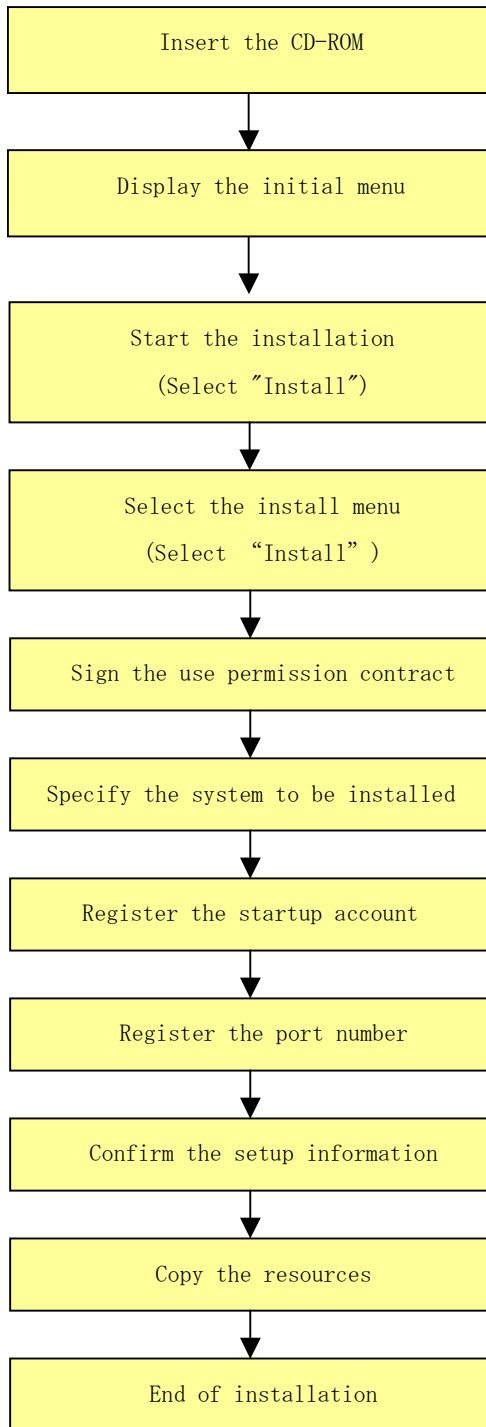 Insert the CD-ROM
Display the initial menu
Start the installation
(Select "Install")
Select the install menu
(Select “Install”)
Sign the use permission contract
Specify the system to be installed
Register the startup account
Register the port number
Confirm the setup information
Copy the resources
End of installation